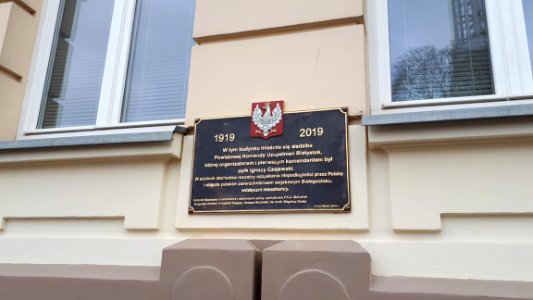 1919 2019
W tym budynku mieściła się siedziba
Powiatowej Komendy Uzupełnień Białystok,
której organizatorem i pierwszym komendantem był
ppłk Ignacy Czajewski.
W stulecie obchodów rocznicy odzyskania niepodległości przez Polskę
i objęcia polskim zwierzchnictwem wojskowym Białegostoku,
wdzięczni mieszkańcy.